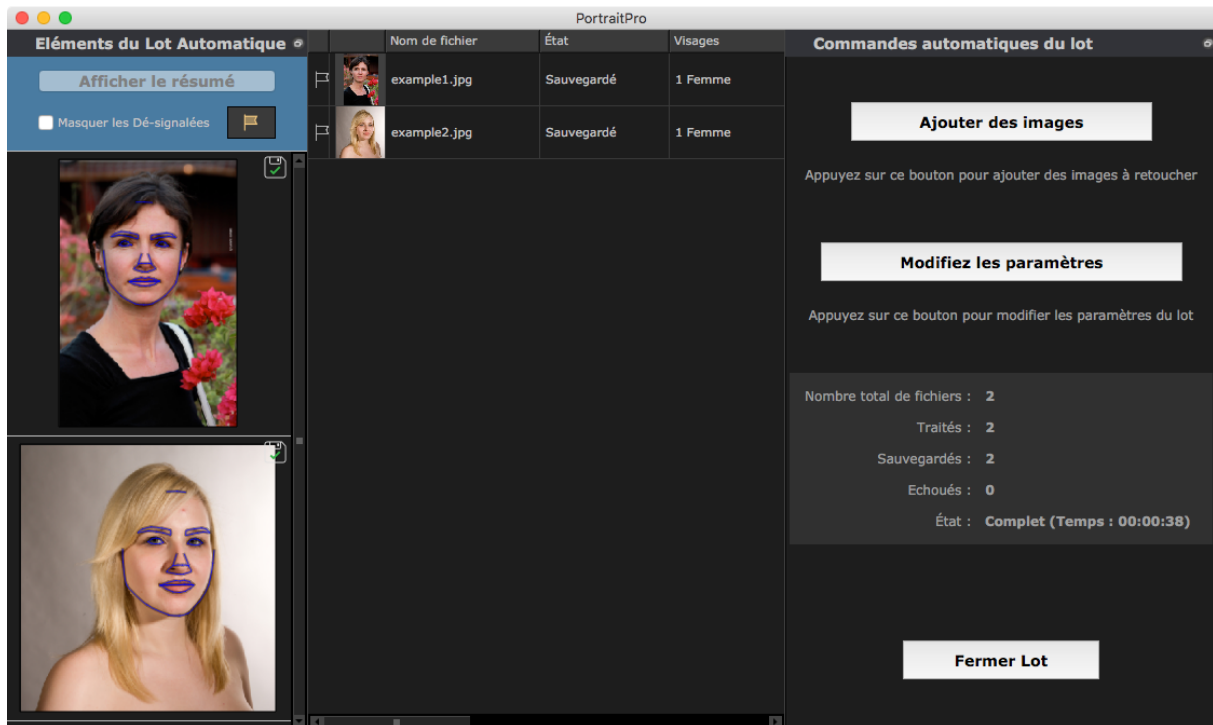 PortraitPro
Eléments du Lot Automatique
Afficher le résumé
Masquer les Dé-signalées
Nom de fichier État Visages
example1.jpg Sauvegardé 1 Femme
example2.jpg Sauvegardé 1 Femme
Commandes automatiques du lot
Ajouter des images
Appuyez sur ce bouton pour ajouter des images à retoucher
Modifiez les paramètres
Appuyez sur ce bouton pour modifier les paramètres du lot
Nombre total de fichiers : 2
Traités : 2
Sauvegardés : 2
Echoués : 0
État : Complet (Temps : 00:00:38)
Fermer Lot